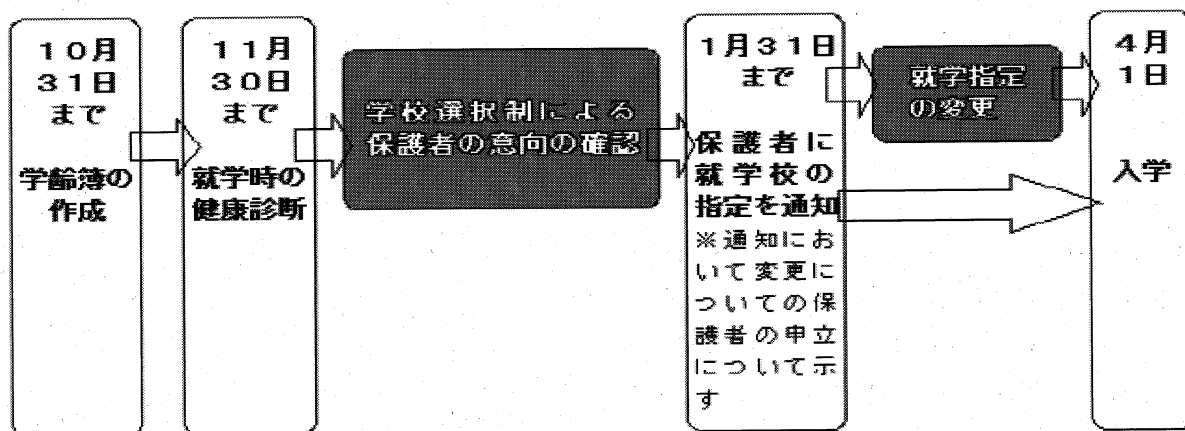 １０月
３１日
まで
学齢簿の
作成
１１月
３０日
まで
就学時の
健康診断
学校選択制による
保護者の意向の確認
１月３１日
まで
保護者に
就学校の
指定を通知
※通知にお
いて変更に
ついての保
護者の申立
について示
す
就学指定
の変更
４月
１日
入学